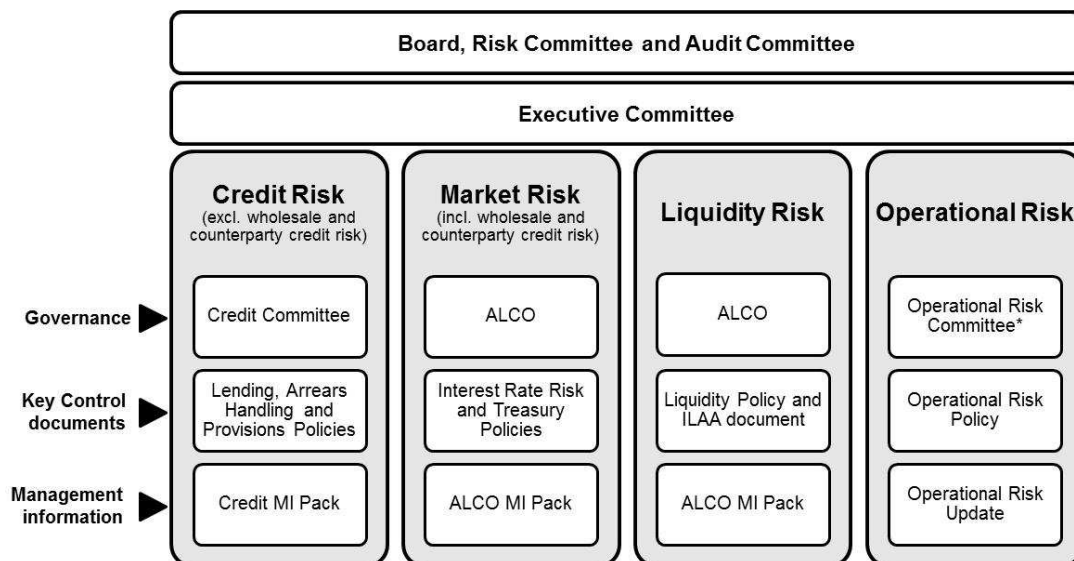 Board, Risk Committee and Audit Committee
Executive Committee
Credit Risk
(excl. wholesale and
counterparty credit risk)
Market Risk
(incl. wholesale and
counterparty credit risk)
Liquidity Risk
Operational Risk
Governance
Credit Committee
ALCO
ALCO
Operational Risk
Committee*
Key Control
documents
Lending, Arrears
Handling and
Provisions Policies
Interest Rate Risk
and Treasury
Policies
Liquidity Policy and
ILAA document
Operational Risk
Policy
Management
information
Credit MI Pack
ALCO MI Pack
ALCO MI Pack
Operational Risk
Update